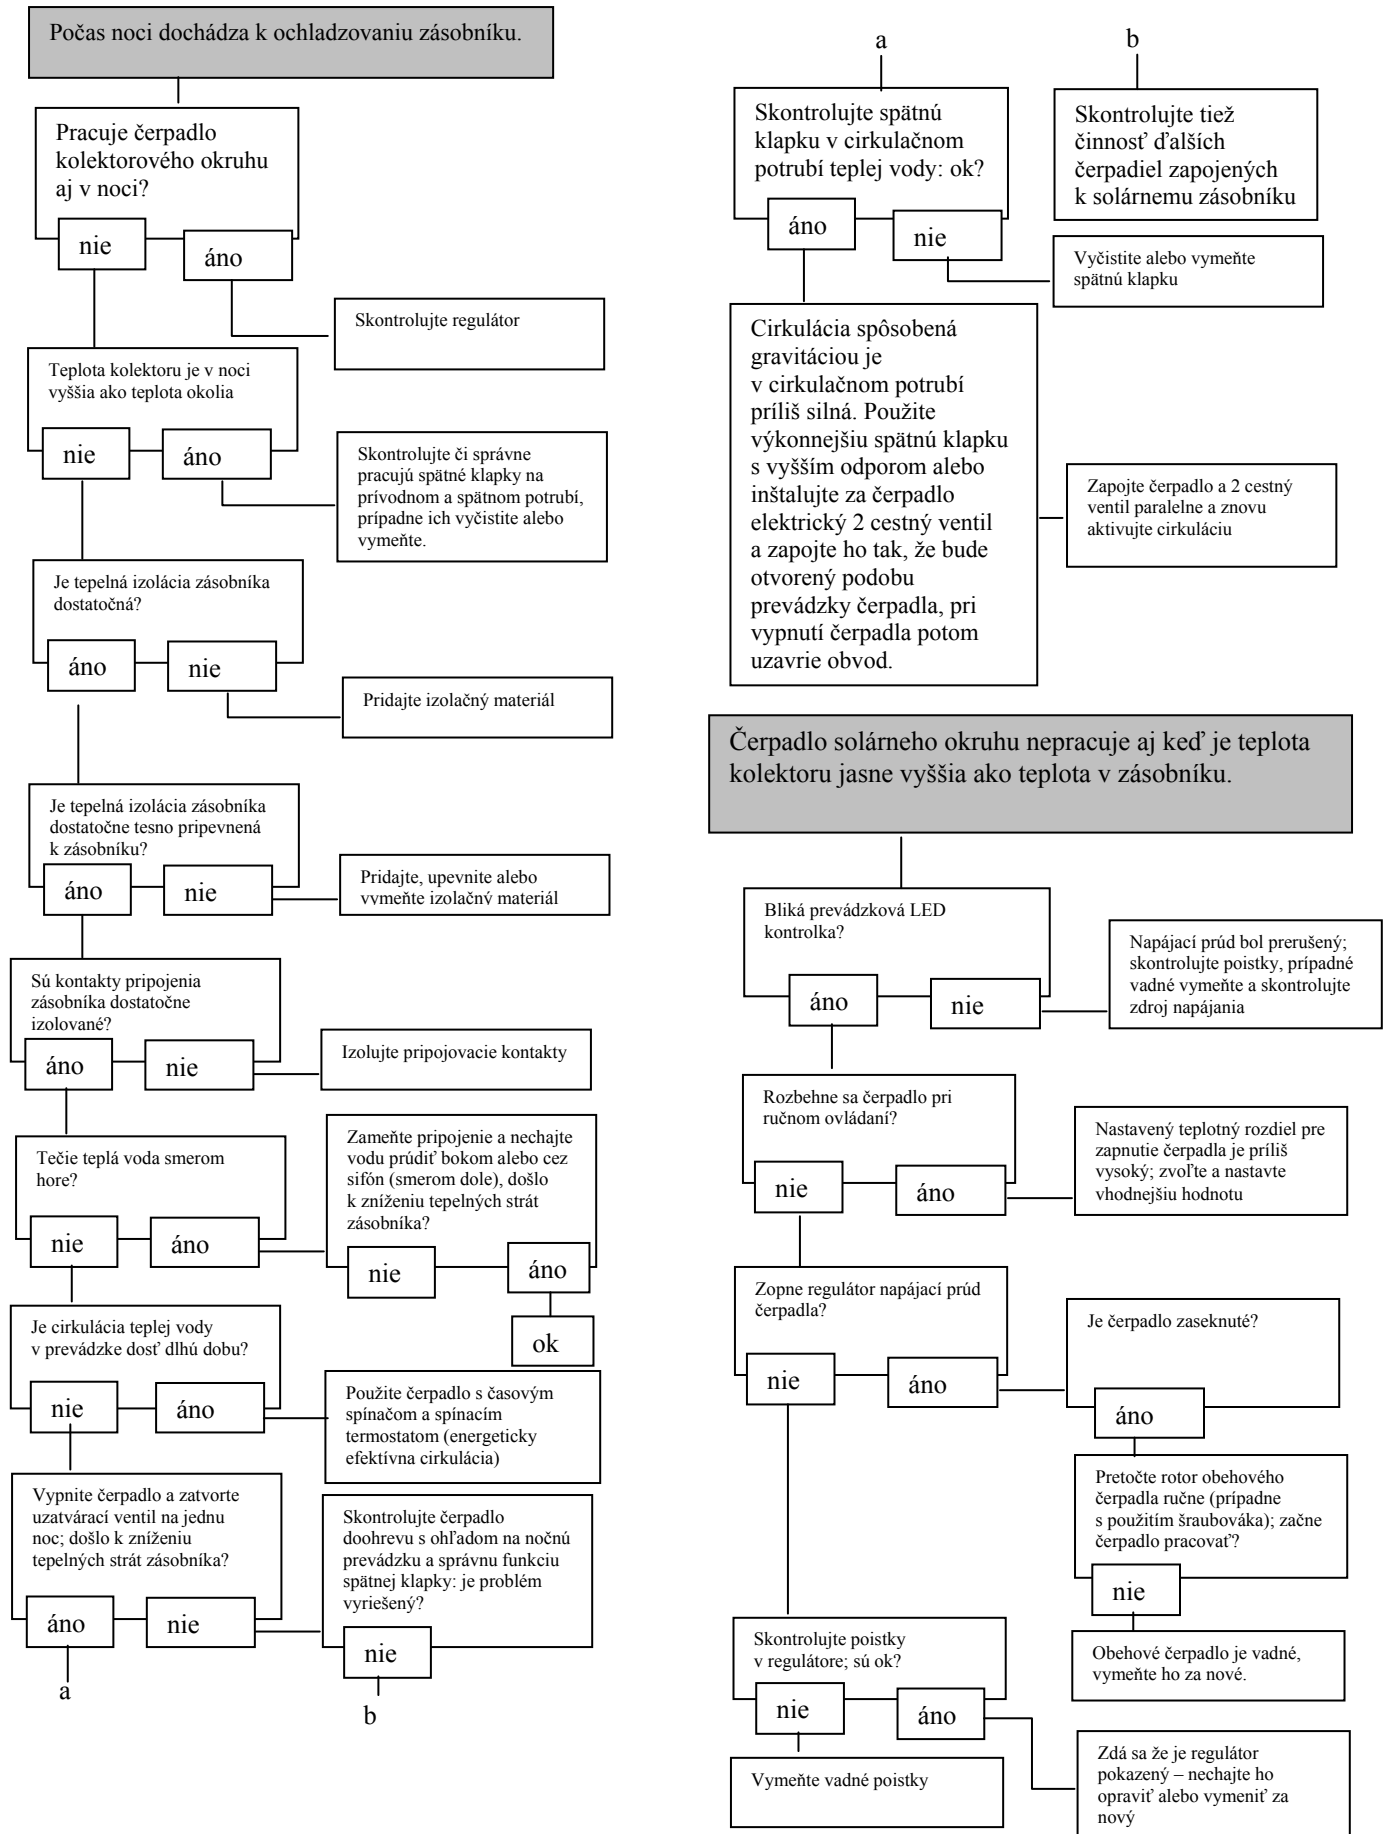 Počas noci dochádza k ochladzovaniu zásobníku.
Pracuje čerpadlo
kolektorového okruhu
aj v noci?
nie
áno
Skontrolujte regulátor
Teplota kolektoru je v noci
vyššia ako teplota okolia
nie
áno
Skontrolujte či správne
pracujú spätné klapky na
prívodnom a spätnom potrubí,
prípadne ich vyčistite alebo
vymeňte.
Je tepelná izolácia zásobníka
dostatočná?
áno
nie
Pridajte izolačný materiál
Je tepelná izolácia zásobníka
dostatočne tesno pripevnená
k zásobníku?
áno
nie
Pridajte, upevnite alebo
vymeňte izolačný materiál
Sú kontakty pripojenia
zásobníka dostatočne
izolované?
áno
nie
Izolujte pripojovacie kontakty
Tečie teplá voda smerom
hore?
nie
áno
Zameňte pripojenie a nechajte
vodu prúdiť bokom alebo cez
sifón (smerom dole), došlo
k zníženiu tepelných strát
zásobníka?
nie
áno
ok
Je cirkulácia teplej vody
v prevádzke dosť dlhú dobu?
nie
áno
Použite čerpadlo s časovým
spínačom a spínacím
termostatom (energeticky
efektívna cirkulácia)
Vypnite čerpadlo a zatvorte
uzatvárací ventil na jednu
noc; došlo k zníženiu
tepelných strát zásobníka?
áno
nie
Skontrolujte čerpadlo
doohrevu s ohľadom na nočnú
prevádzku a správnu funkciu
spätnej klapky: je problém
vyriešený?
nie
a
b
a
b
Skontrolujte spätnú
klapku v cirkulačnom
potrubí teplej vody: ok?
áno
nie
Skontrolujte tiež
činnosť ďalších
čerpadiel zapojených
k solárnemu zásobníku
Vyčistite alebo vymeňte
spätnú klapku
Cirkulácia spôsobená
gravitáciou je
v cirkulačnom potrubí
príliš silná. Použite
výkonnejšiu spätnú klapku
s vyšším odporom alebo
inštalujte za čerpadlo
elektrický 2 cestný ventil
a zapojte ho tak, že bude
otvorený podobu
prevádzky čerpadla, pri
vypnutí čerpadla potom
uzavrie obvod.
Zapojte čerpadlo a 2 cestný
ventil paralelne a znovu
aktivujte cirkuláciu
Čerpadlo solárneho okruhu nepracuje aj keď je teplota
kolektoru jasne vyššia ako teplota v zásobníku.
Bliká prevádzková LED
kontrolka?
áno
nie
Napájací prúd bol prerušený;
skontrolujte poistky, prípadné
vadné vymeňte a skontrolujte
zdroj napájania
Rozbehne sa čerpadlo pri
ručnom ovládaní?
nie
áno
Nastavený teplotný rozdiel pre
zapnutie čerpadla je príliš
vysoký; zvoľte a nastavte
vhodnejšiu hodnotu
Zopne regulátor napájací prúd
čerpadla?
nie
áno
Je čerpadlo zaseknuté?
áno
Pretočte rotor obehového
čerpadla ručne (prípadne
s použitím šraubováka); začne
čerpadlo pracovať?
nie
Obehové čerpadlo je vadné,
vymeňte ho za nové.
Skontrolujte poistky
v regulátore; sú ok?
nie
áno
Vymeňte vadné poistky
Zdá sa že je regulátor
pokazený – nechajte ho
opraviť alebo vymeniť za
nový